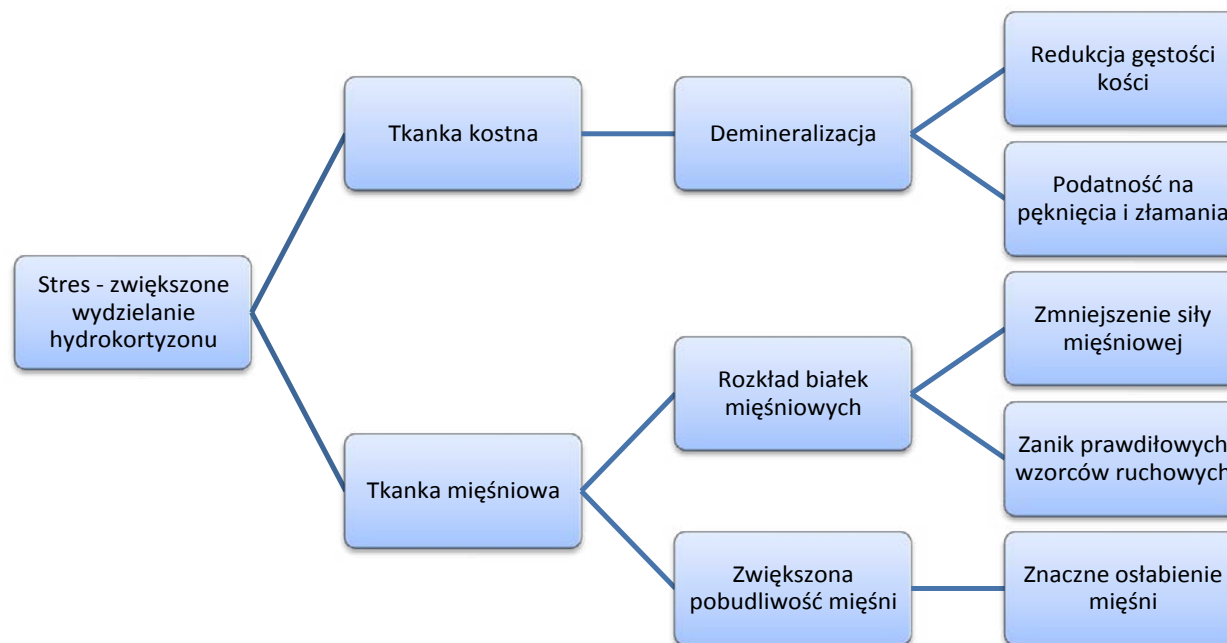 Stres - zwiększone
wydzielanie
hydrokortyzonu
Tkanka kostna
Demineralizacja
Redukcja gęstości
kości
Podatność na
pęknięcia i złamania
Tkanka mięśniowa
Rozkład białek
mięśniowych
Zmniejszenie siły
mięśniowej
Zanik prawdiłowych
wzorców ruchowych
Zwiększona
pobudliwość mięśni
Znaczne osłabienie
mięśni